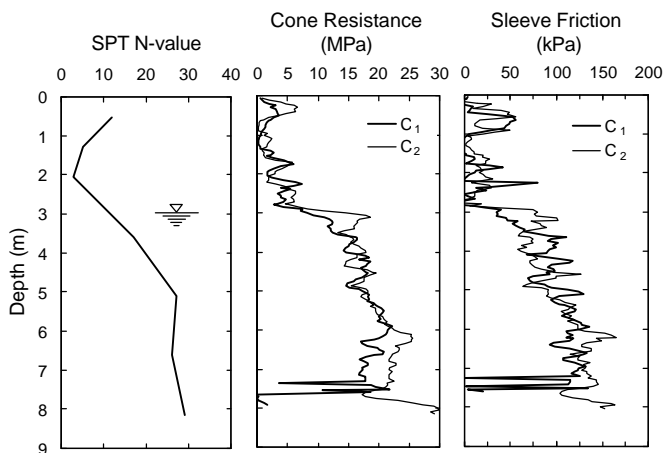 SPT N-value
0 10 20 30 40
0
1
2
3
4
5
6
7
8
9
Depth (m)
Cone Resistance
(MPa)
0 5 10 15 20 25 30
C1
C2
Sleeve Friction
(kPa)
0 50 100 150 200
C1
C2